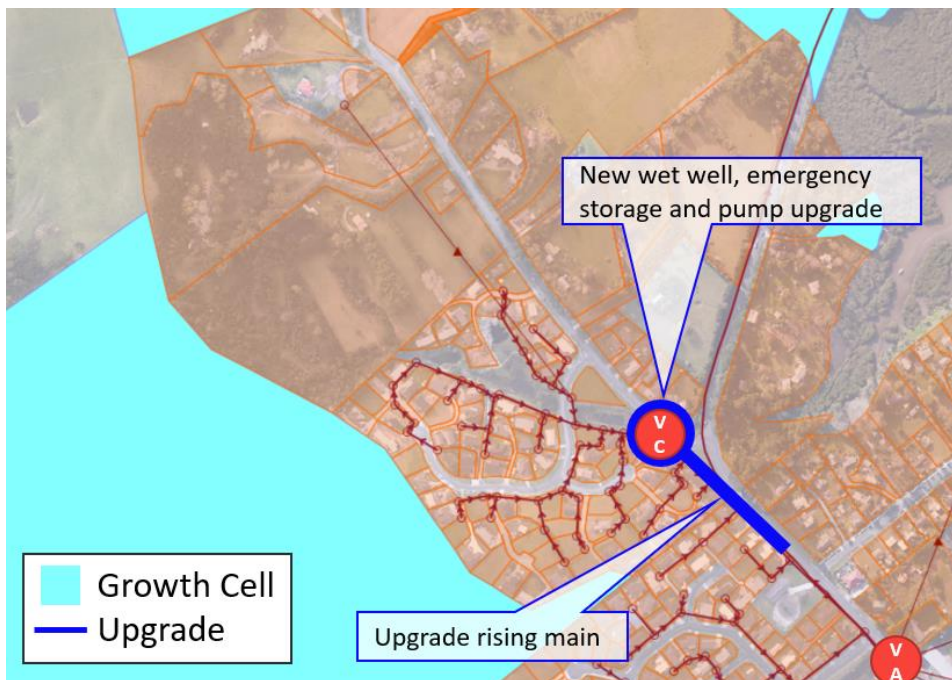 New wet well, emergency
storage and pump upgrade
V
C
Growth Cell
Upgrade
Upgrade rising main
V
A